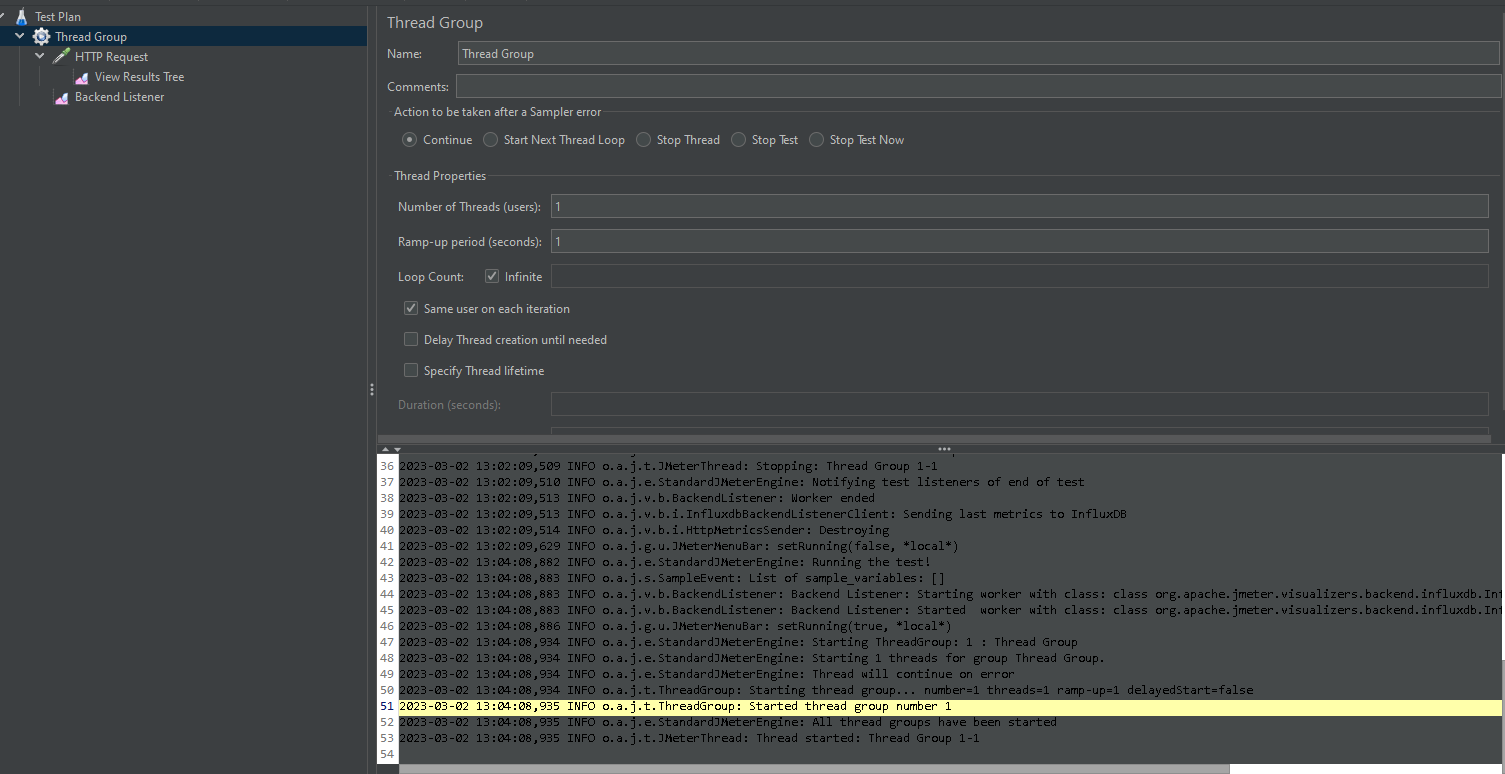 Test Plan
Thread Group
HTTP Request
View Results Tree
Backend Listener
Thread Group
Name: Thread Group
Comments:
Action to be taken after a Sampler error
Continue Start Next Thread Loop Stop Thread Stop Test Stop Test Now
Thread Properties
Number of Threads (users): 1
Ramp-up period (seconds): 1
Loop Count: Infinite
Same user on each iteration
Delay Thread creation until needed
Specify Thread lifetime
Duration (seconds):
36 2023-03-02 13:02:09,509 INFO o.a.j.t.JMeterThread: Stopping: Thread Group 1-1
37 2023-03-02 13:02:09,510 INFO o.a.j.e.StandardJMeterEngine: Notifying test listeners of end of test
38 2023-03-02 13:02:09,513 INFO o.a.j.v.b.BackendListener: Worker ended
39 2023-03-02 13:02:09,513 INFO o.a.j.v.b.i.InfluxdbBackendListenerClient: Sending last metrics to InfluxDB
40 2023-03-02 13:02:09,514 INFO o.a.j.v.b.i.HttpMetricsSender: Destroying
41 2023-03-02 13:02:09,629 INFO o.a.j.g.u.JMeterMenuBar: setRunning(false, *local*)
42 2023-03-02 13:04:08,882 INFO o.a.j.e.StandardJMeterEngine: Running the test!
43 2023-03-02 13:04:08,883 INFO o.a.j.s.SampleEvent: List of sample_variables: []
44 2023-03-02 13:04:08,883 INFO o.a.j.v.b.BackendListener: Backend Listener: Starting worker with class: class org.apache.jmeter.visualizers.backend.influxdb.Inf
45 2023-03-02 13:04:08,883 INFO o.a.j.v.b.BackendListener: Backend Listener: Started  worker with class: class org.apache.jmeter.visualizers.backend.influxdb.Inf
46 2023-03-02 13:04:08,886 INFO o.a.j.g.u.JMeterMenuBar: setRunning(true, *local*)
47 2023-03-02 13:04:08,934 INFO o.a.j.e.StandardJMeterEngine: Starting ThreadGroup: 1 : Thread Group
48 2023-03-02 13:04:08,934 INFO o.a.j.e.StandardJMeterEngine: Starting 1 threads for group Thread Group.
49 2023-03-02 13:04:08,934 INFO o.a.j.e.StandardJMeterEngine: Thread will continue on error
50 2023-03-02 13:04:08,934 INFO o.a.j.t.ThreadGroup: Starting thread group... number=1 threads=1 ramp-up=1 delayedStart=false
51 2023-03-02 13:04:08,935 INFO o.a.j.t.ThreadGroup: Started thread group number 1
52 2023-03-02 13:04:08,935 INFO o.a.j.e.StandardJMeterEngine: All thread groups have been started
53 2023-03-02 13:04:08,935 INFO o.a.j.t.JMeterThread: Thread started: Thread Group 1-1
54